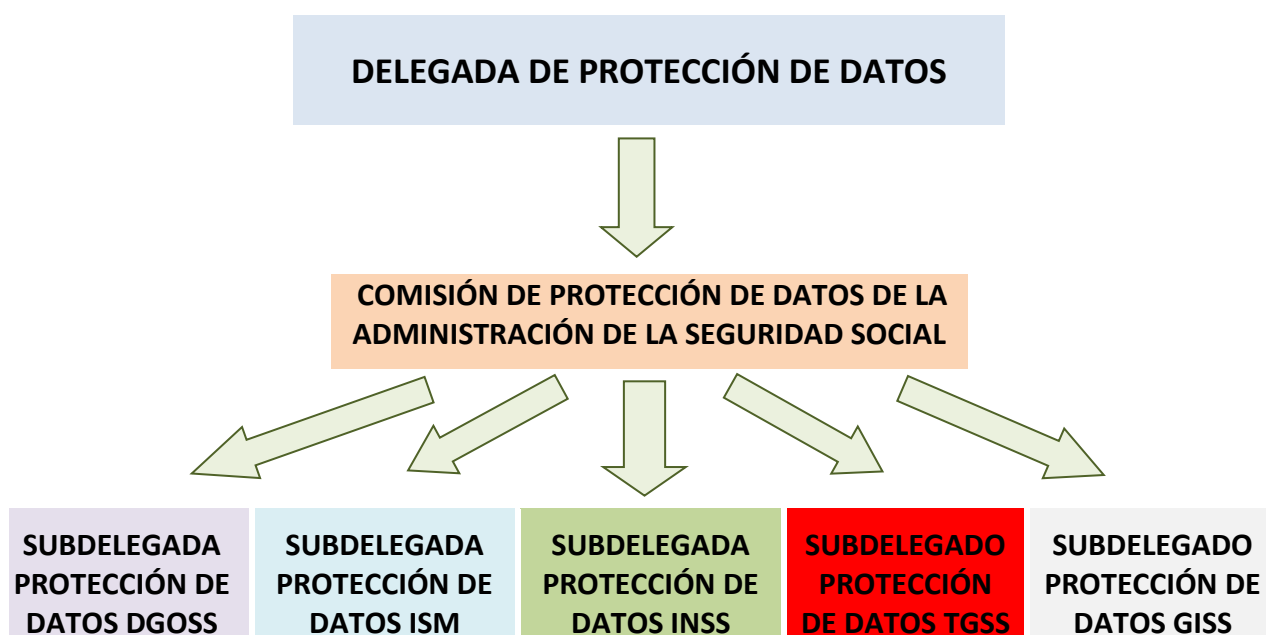 DELEGADA DE PROTECCIÓN DE DATOS
COMISIÓN DE PROTECCIÓN DE DATOS DE LA
ADMINISTRACIÓN DE LA SEGURIDAD SOCIAL
SUBDELEGADA
PROTECCIÓN DE
DATOS DGOSS
SUBDELEGADA
PROTECCIÓN DE
DATOS ISM
SUBDELEGADA
PROTECCIÓN DE
DATOS INSS
SUBDELEGADO
PROTECCIÓN
DE DATOS TGSS
SUBDELEGADO
PROTECCIÓN DE
DATOS GISS